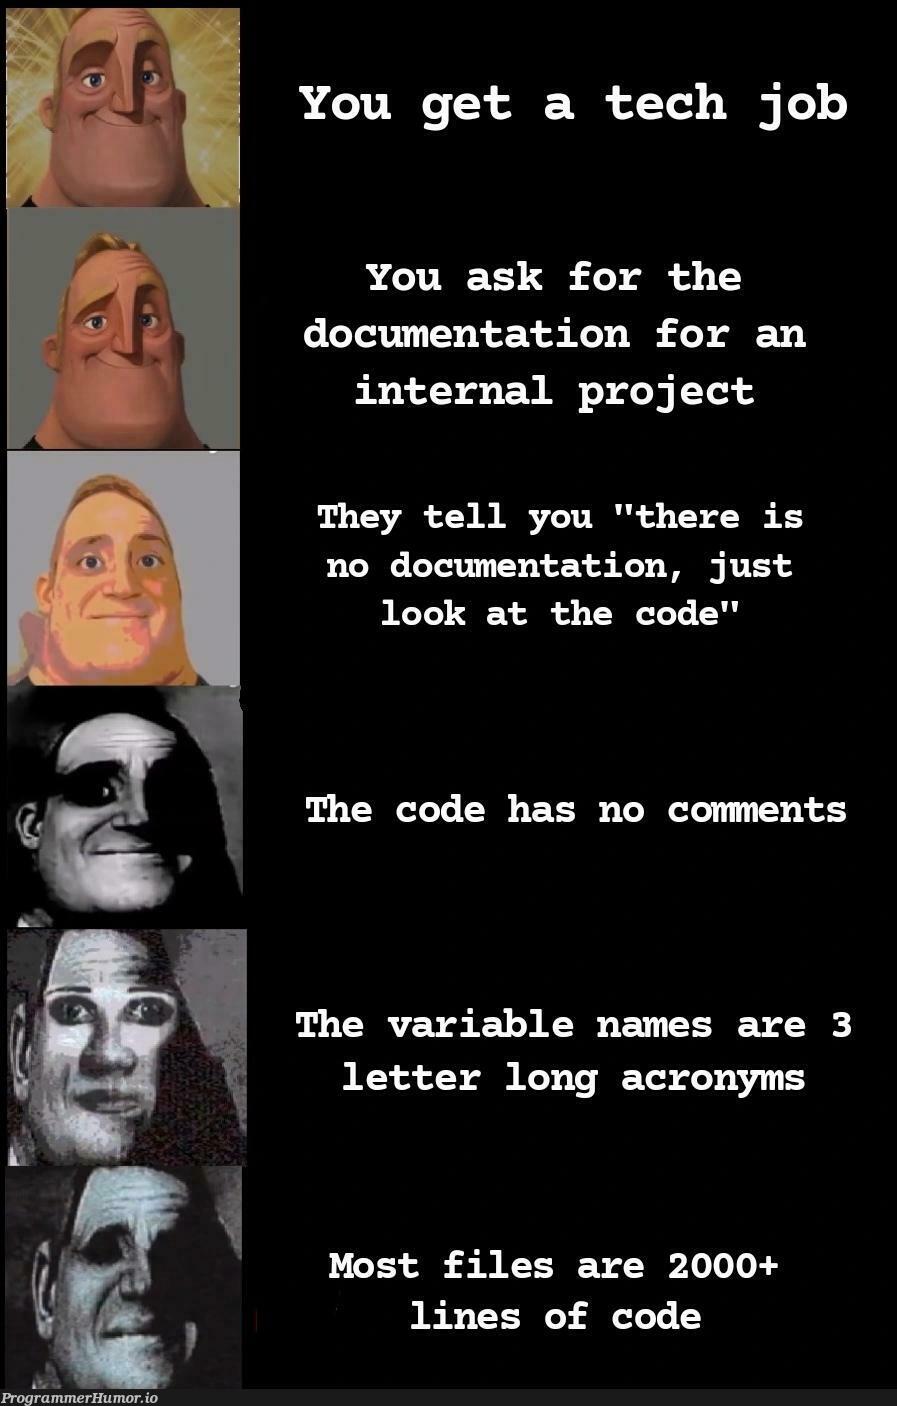 You get a tech job
You ask for the
documentation for an
internal project
They tell you "there is
no documentation, just
look at the code"
The code has no comments
The variable names are 3
letter long acronyms
Most files are 2000+
lines of code
ProgrammerHumor.io